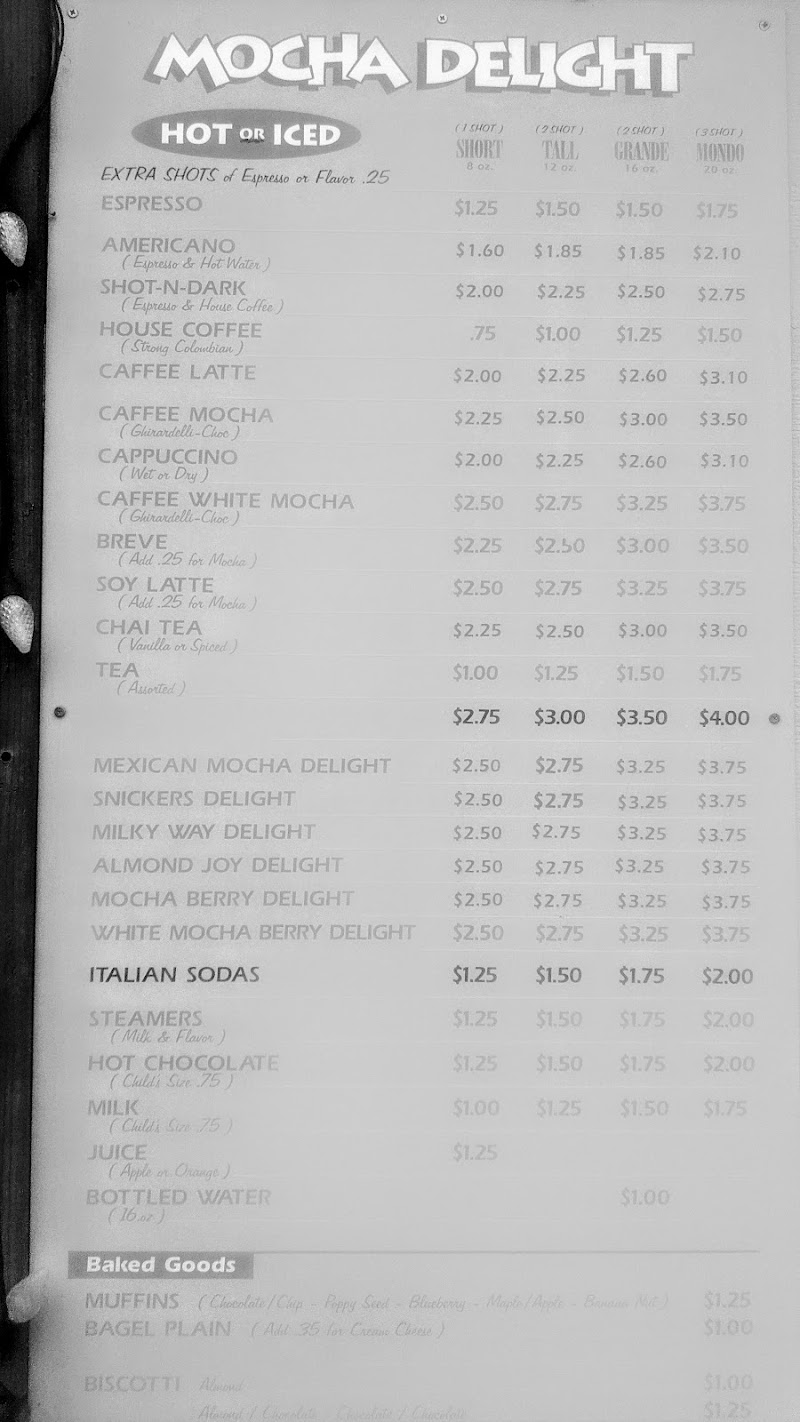 MOCHA DELIGHT
HOT OR ICED
(1 SHOT) (2 SHOT) (2 SHOT) (3 SHOT)
SHORT TALL GRANDE MONDO
8 oz. 12 oz. 16 oz. 20 oz.
EXTRA SHOTS of Espresso or Flavor .25
ESPRESSO $1.25 $1.50 $1.50 $1.75
AMERICANO $1.60 $1.85 $1.85 $2.10
(Espresso & Hot Water)
SHOT-N-DARK $2.00 $2.25 $2.50 $2.75
(Espresso & House Coffee)
HOUSE COFFEE .75 $1.00 $1.25 $1.50
(Strong Colombian)
CAFFEE LATTE $2.00 $2.25 $2.60 $3.10
CAFFEE MOCHA $2.25 $2.50 $3.00 $3.50
(Ghirardelli-Choc)
CAPPUCCINO $2.00 $2.25 $2.60 $3.10
(Wet or Dry)
CAFFEE WHITE MOCHA $2.50 $2.75 $3.25 $3.75
(Ghirardelli-Choc)
BREVE $2.25 $2.50 $3.00 $3.50
(Add .25 for Mocha)
SOY LATTE $2.50 $2.75 $3.25 $3.75
(Add .25 for Mocha)
CHAI TEA $2.25 $2.50 $3.00 $3.50
(Vanilla or Spiced)
TEA $1.00 $1.25 $1.50 $1.75
(Assorted)
$2.75 $3.00 $3.50 $4.00
MEXICAN MOCHA DELIGHT $2.50 $2.75 $3.25 $3.75
SNICKERS DELIGHT $2.50 $2.75 $3.25 $3.75
MILKY WAY DELIGHT $2.50 $2.75 $3.25 $3.75
ALMOND JOY DELIGHT $2.50 $2.75 $3.25 $3.75
MOCHA BERRY DELIGHT $2.50 $2.75 $3.25 $3.75
WHITE MOCHA BERRY DELIGHT $2.50 $2.75 $3.25 $3.75
ITALIAN SODAS $1.25 $1.50 $1.75 $2.00
STEAMERS $1.25 $1.50 $1.75 $2.00
(Milk & Flavor)
HOT CHOCOLATE $1.25 $1.50 $1.75 $2.00
(Child's Size .75)
MILK $1.00 $1.25 $1.50 $1.75
(Child's Size .75)
JUICE $1.25
(Apple or Orange)
BOTTLED WATER $1.00
(16.oz)
Baked Goods
MUFFINS (Chocolate/Chip - Poppy Seed - Blueberry - Maple/Apple - Banana Nut) $1.25
BAGEL PLAIN (Add .35 for Cream Cheese) $1.00
BISCOTTI Almond $1.00
Almond / Chocolate - Chocolate / Chocolate $1.25